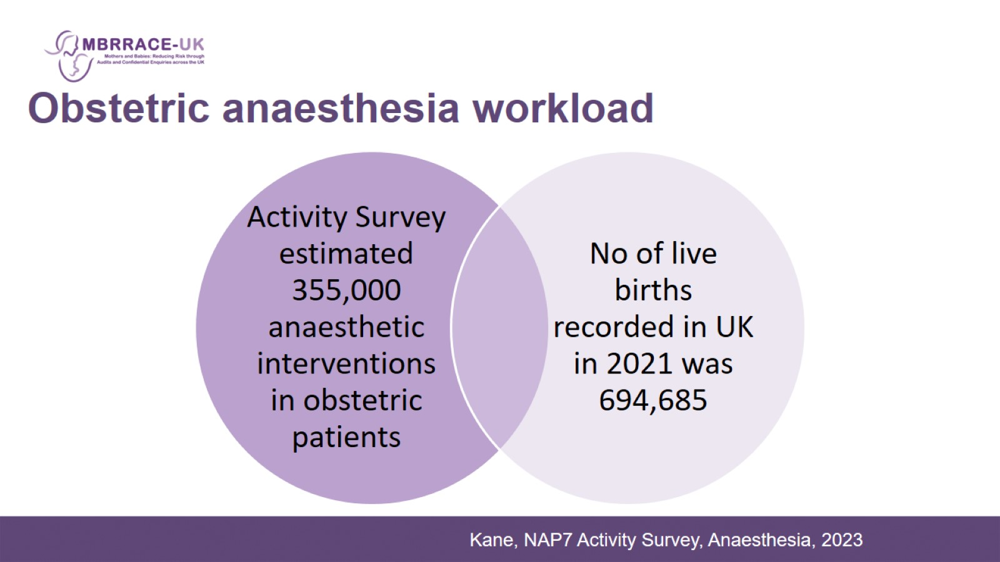 MBRRACE-UK
Mothers and Babies: Reducing Risk through
Audits and Confidential Enquiries across the UK
Obstetric anaesthesia workload
Activity Survey
estimated
355,000
anaesthetic
interventions
in obstetric
patients
No of live
births
recorded in UK
in 2021 was
694,685
Kane, NAP7 Activity Survey, Anaesthesia, 2023